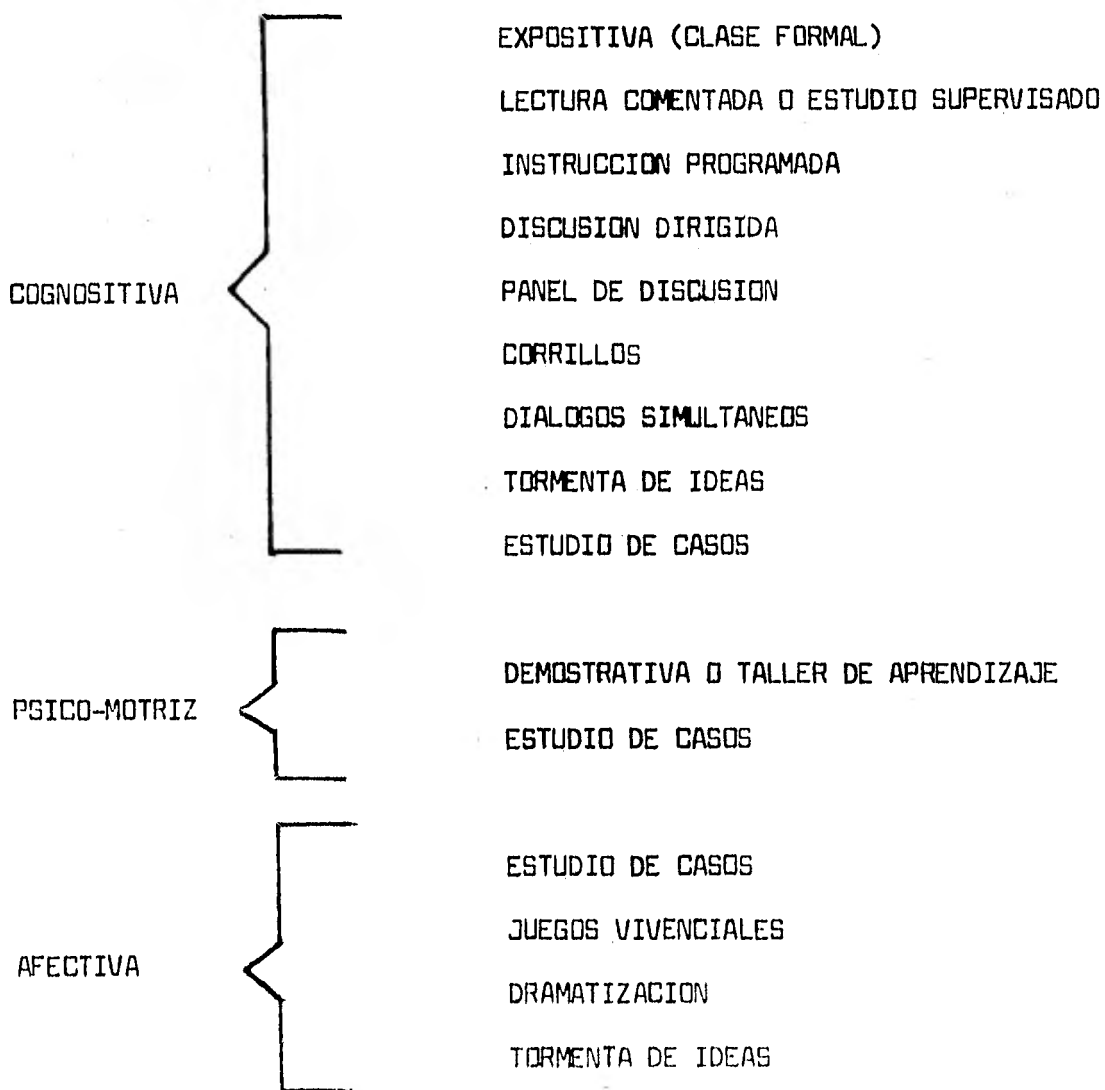 EXPOSITIVA (CLASE FORMAL)
LECTURA COMENTADA O ESTUDIO SUPERVISADO
INSTRUCCION PROGRAMADA
DISCUSION DIRIGIDA
COGNOSITIVA
PANEL DE DISCUSION
CORRILLOS
DIALOGOS SIMULTANEOS
TORMENTA DE IDEAS
ESTUDIO DE CASOS
PSICO-MOTRIZ
DEMOSTRATIVA O TALLER DE APRENDIZAJE
ESTUDIO DE CASOS
AFECTIVA
ESTUDIO DE CASOS
JUEGOS VIVENCIALES
DRAMATIZACION
TORMENTA DE IDEAS